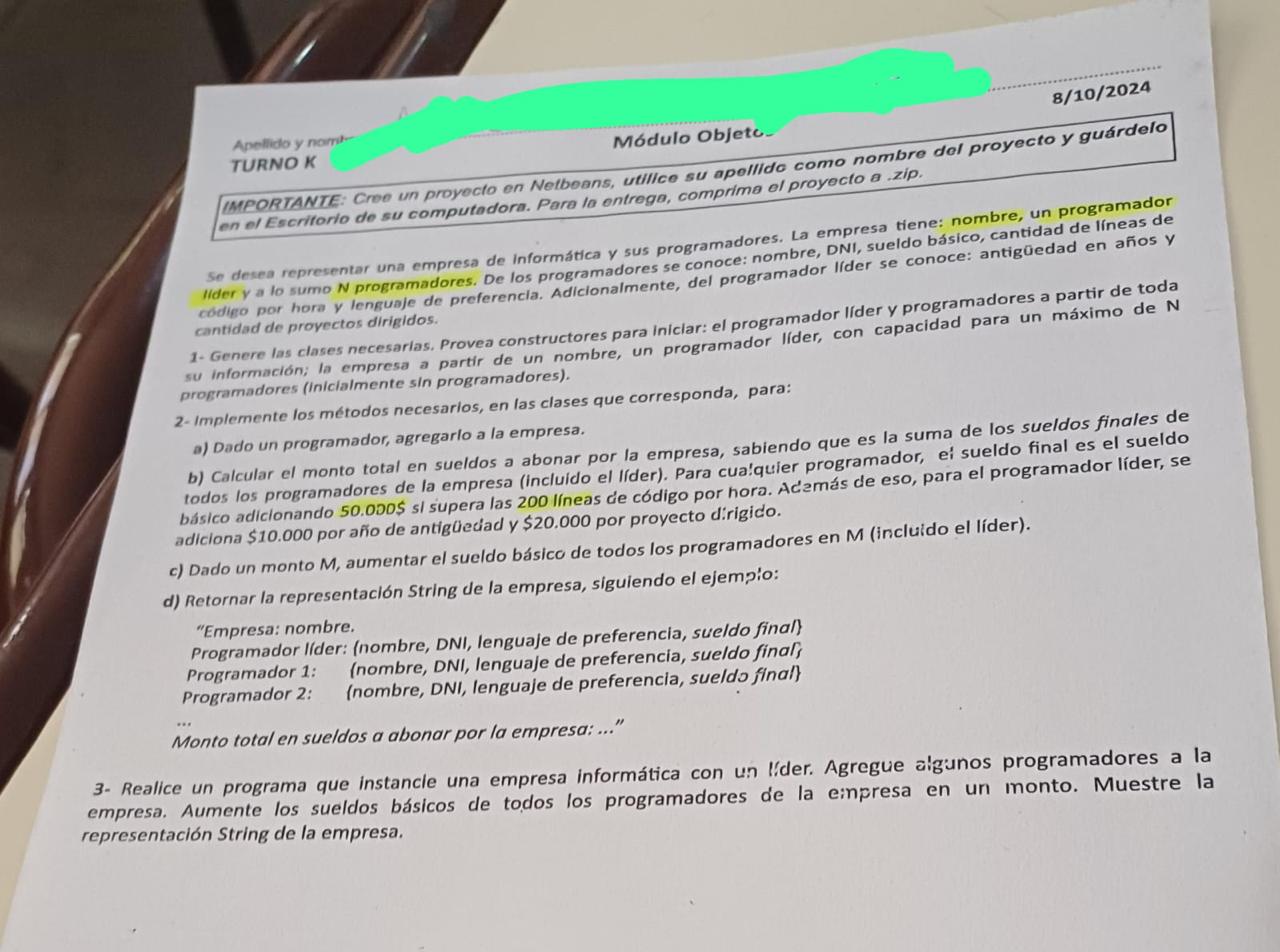 Apellido y nomb
8/10/2024
TURNO K
Módulo Objeto
IMPORTANTE: Cree un proyecto en Netbeans, utilice su apellido como nombre del proyecto y guárdelo
en el Escritorio de su computadora. Para la entrega, comprima el proyecto a .zip.
Se desea representar una empresa de informática y sus programadores. La empresa tiene: nombre, un programador
líder y a lo sumo N programadores. De los programadores se conoce: nombre, DNI, sueldo básico, cantidad de líneas de
código por hora y lenguaje de preferencia. Adicionalmente, del programador líder se conoce: antigüedad en años y
cantidad de proyectos dirigidos.
1- Genere las clases necesarias. Provea constructores para iniciar: el programador líder y programadores a partir de toda
su información; la empresa a partir de un nombre, un programador líder, con capacidad para un máximo de N
programadores (inicialmente sin programadores).
2- Implemente los métodos necesarios, en las clases que corresponda, para:
a) Dado un programador, agregarlo a la empresa.
b) Calcular el monto total en sueldos a abonar por la empresa, sabiendo que es la suma de los sueldos finales de
todos los programadores de la empresa (incluido el líder). Para cualquier programador, el sueldo final es el sueldo
básico adicionando 50.000$ si supera las 200 líneas de código por hora. Además de eso, para el programador líder, se
adiciona $10.000 por año de antigüedad y $20.000 por proyecto dirigido.
c) Dado un monto M, aumentar el sueldo básico de todos los programadores en M (incluido el líder).
d) Retornar la representación String de la empresa, siguiendo el ejemplo:
"Empresa: nombre.
Programador líder: {nombre, DNI, lenguaje de preferencia, sueldo final}
Programador 1: {nombre, DNI, lenguaje de preferencia, sueldo final}
Programador 2: {nombre, DNI, lenguaje de preferencia, sueldo final}
...
Monto total en sueldos a abonar por la empresa: ..."
3- Realice un programa que instancie una empresa informática con un líder. Agregue algunos programadores a la
empresa. Aumente los sueldos básicos de todos los programadores de la empresa en un monto. Muestre la
representación String de la empresa.